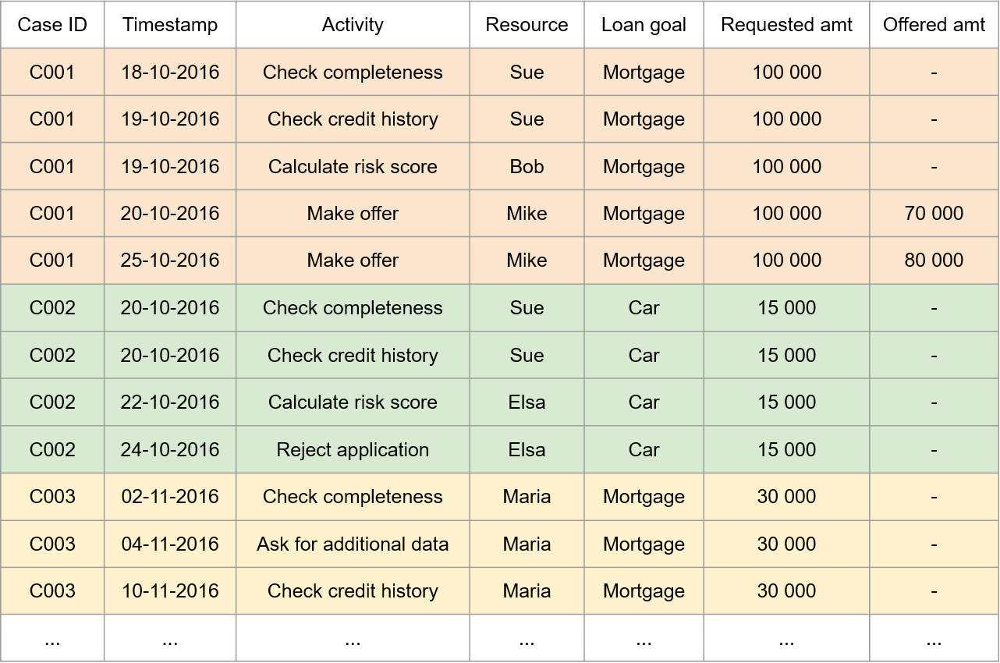 Case ID Timestamp Activity Resource Loan goal Requested amt Offered amt
C001 18-10-2016 Check completeness Sue Mortgage 100 000 -
C001 19-10-2016 Check credit history Sue Mortgage 100 000 -
C001 19-10-2016 Calculate risk score Bob Mortgage 100 000 -
C001 20-10-2016 Make offer Mike Mortgage 100 000 70 000
C001 25-10-2016 Make offer Mike Mortgage 100 000 80 000
C002 20-10-2016 Check completeness Sue Car 15 000 -
C002 20-10-2016 Check credit history Sue Car 15 000 -
C002 22-10-2016 Calculate risk score Elsa Car 15 000 -
C002 24-10-2016 Reject application Elsa Car 15 000 -
C003 02-11-2016 Check completeness Maria Mortgage 30 000 -
C003 04-11-2016 Ask for additional data Maria Mortgage 30 000 -
C003 10-11-2016 Check credit history Maria Mortgage 30 000 -
... ... ... ... ... ... ...